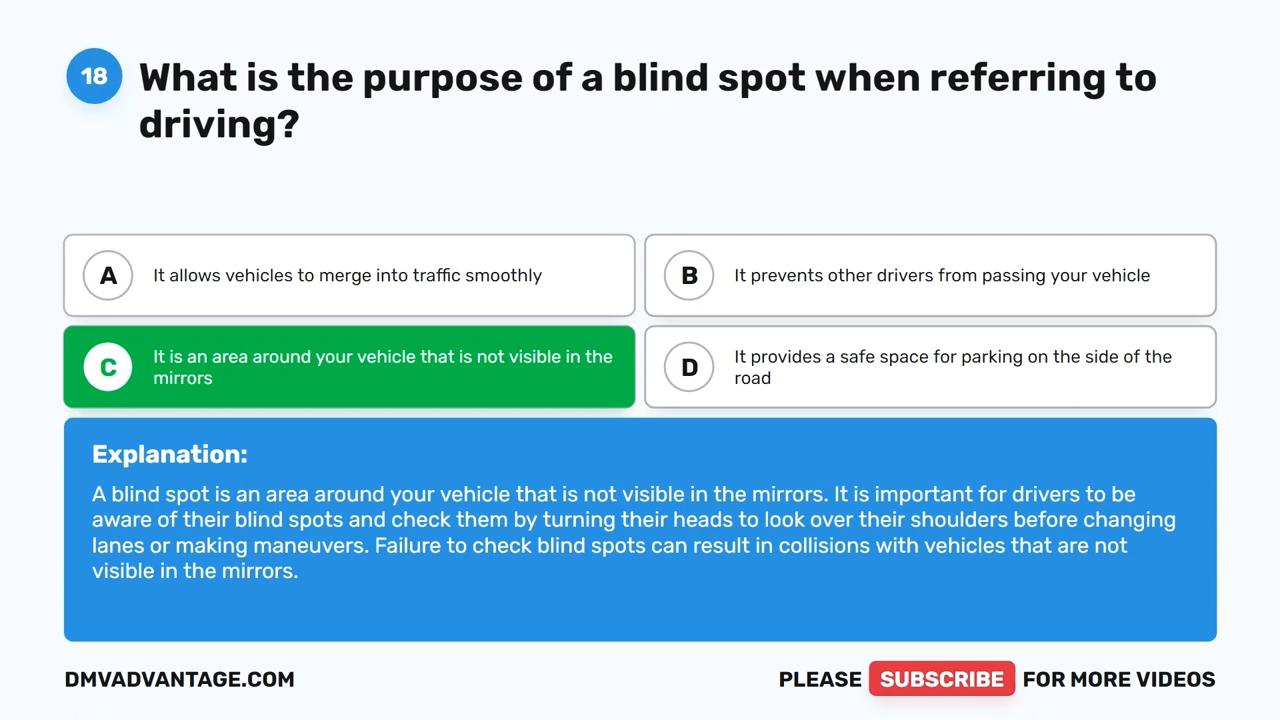 18
What is the purpose of a blind spot when referring to
driving?
A
It allows vehicles to merge into traffic smoothly
B
It prevents other drivers from passing your vehicle
C
It is an area around your vehicle that is not visible in the
mirrors
D
It provides a safe space for parking on the side of the
road
Explanation:
A blind spot is an area around your vehicle that is not visible in the mirrors. It is important for drivers to be
aware of their blind spots and check them by turning their heads to look over their shoulders before changing
lanes or making maneuvers. Failure to check blind spots can result in collisions with vehicles that are not
visible in the mirrors.
DMVADVANTAGE.COM
PLEASE SUBSCRIBE FOR MORE VIDEOS